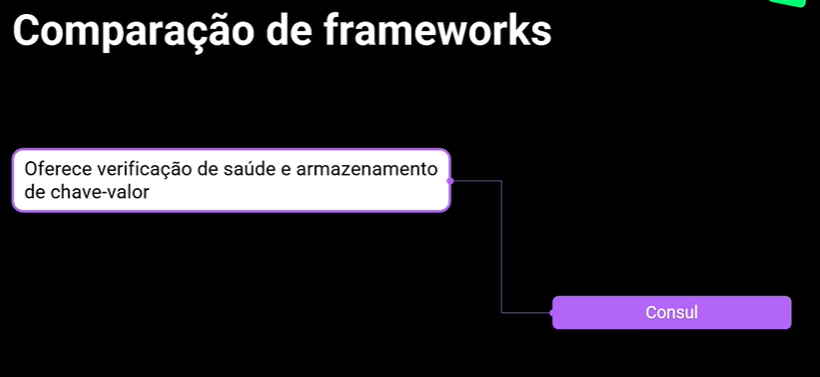 Comparação de frameworks
Oferece verificação de saúde e armazenamento
de chave-valor
Consul